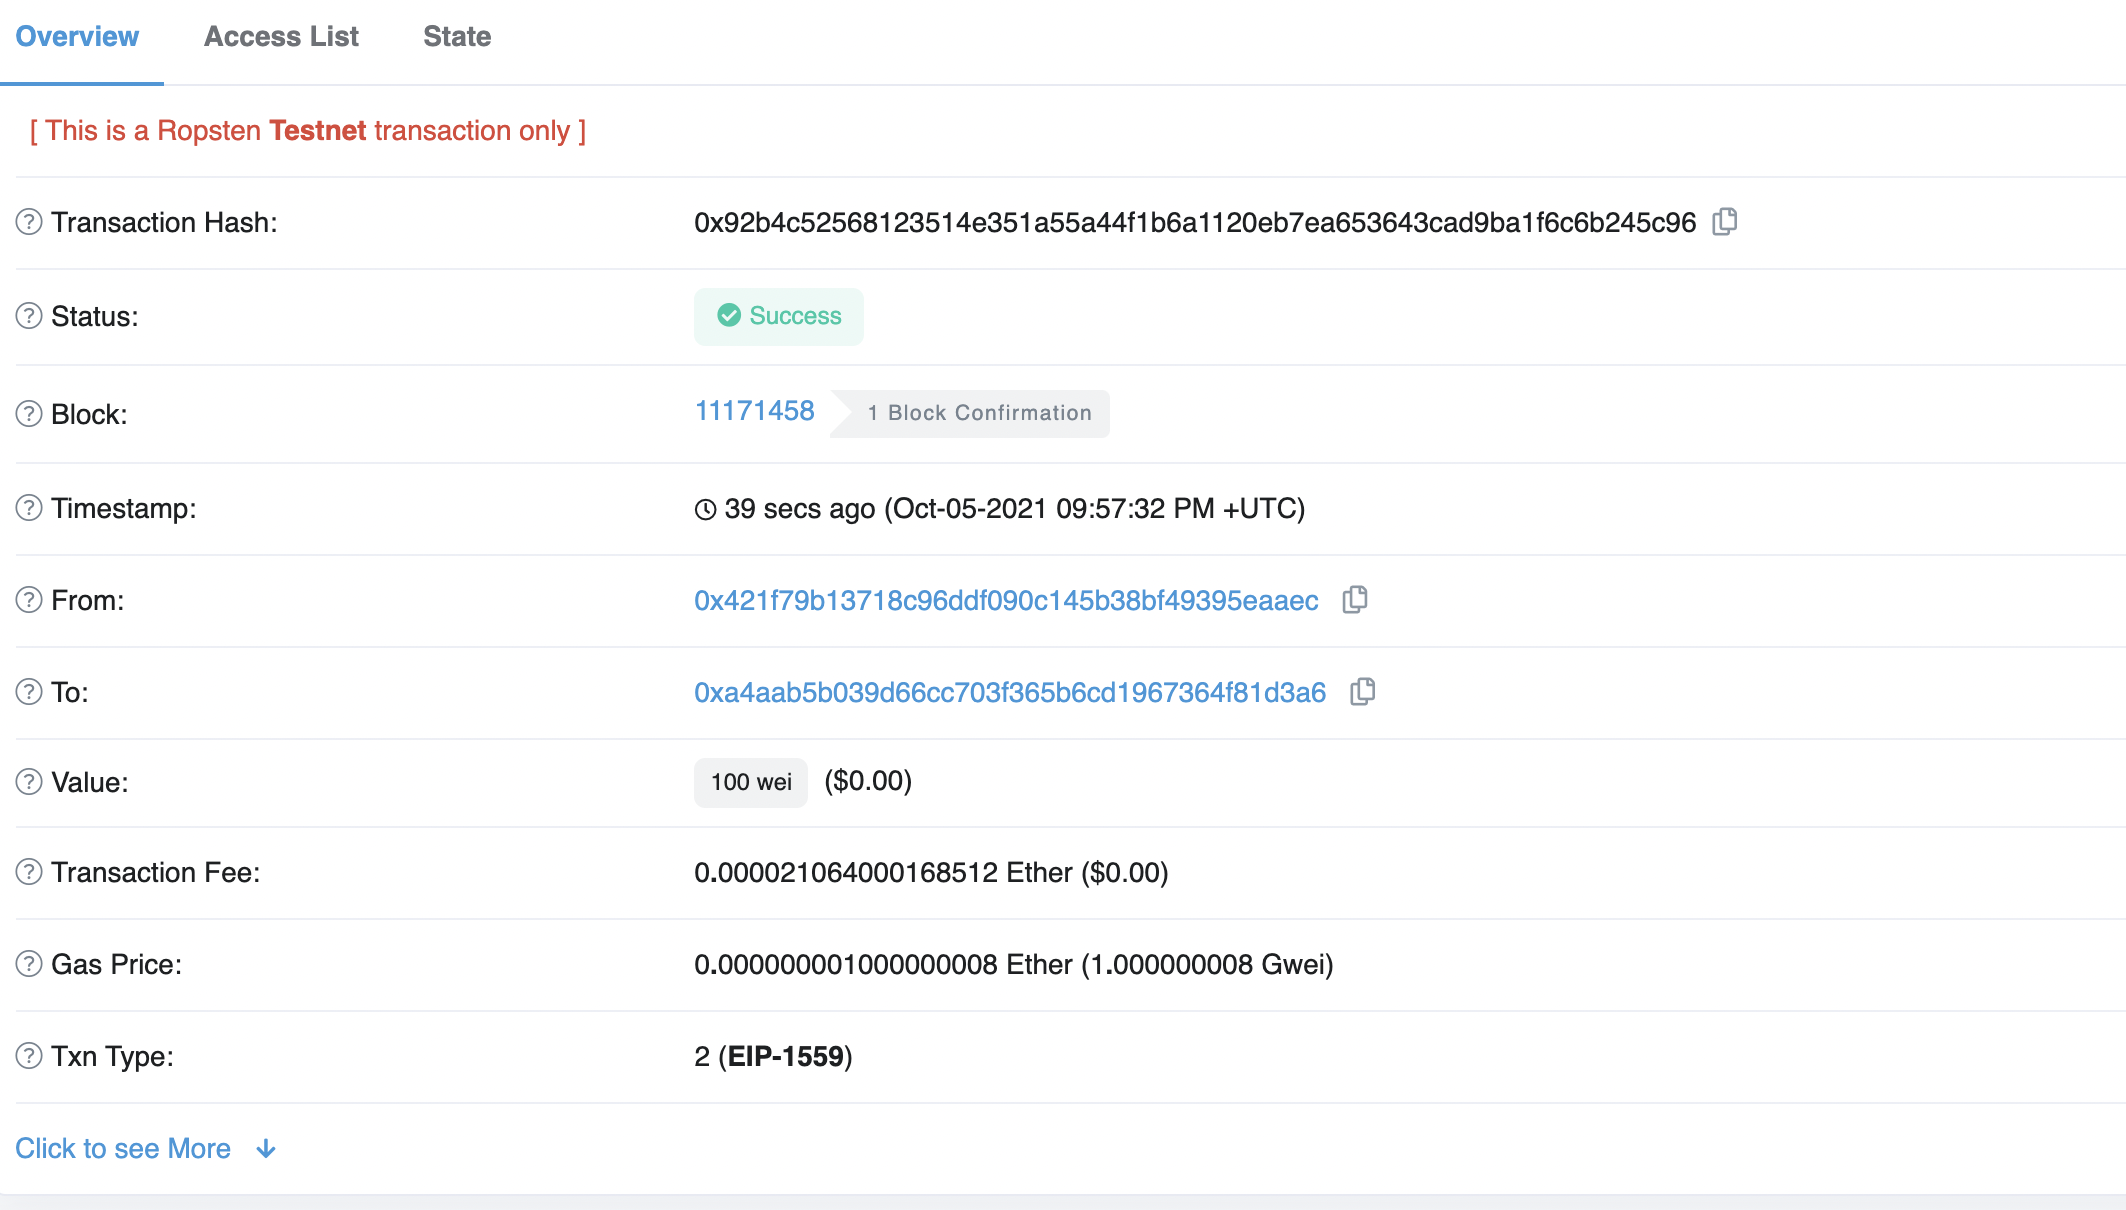 Overview Access List State
[ This is a Ropsten Testnet transaction only ]
Transaction Hash: 0x92b4c52568123514e351a55a44f1b6a1120eb7ea653643cad9ba1f6c6b245c96
Status: Success
Block: 11171458 1 Block Confirmation
Timestamp: 39 secs ago (Oct-05-2021 09:57:32 PM +UTC)
From: 0x421f79b13718c96ddf090c145b38bf49395eaaec
To: 0xa4aab5b039d66cc703f365b6cd1967364f81d3a6
Value: 100 wei ($0.00)
Transaction Fee: 0.000021064000168512 Ether ($0.00)
Gas Price: 0.000000001000000008 Ether (1.000000008 Gwei)
Txn Type: 2 (EIP-1559)
Click to see More